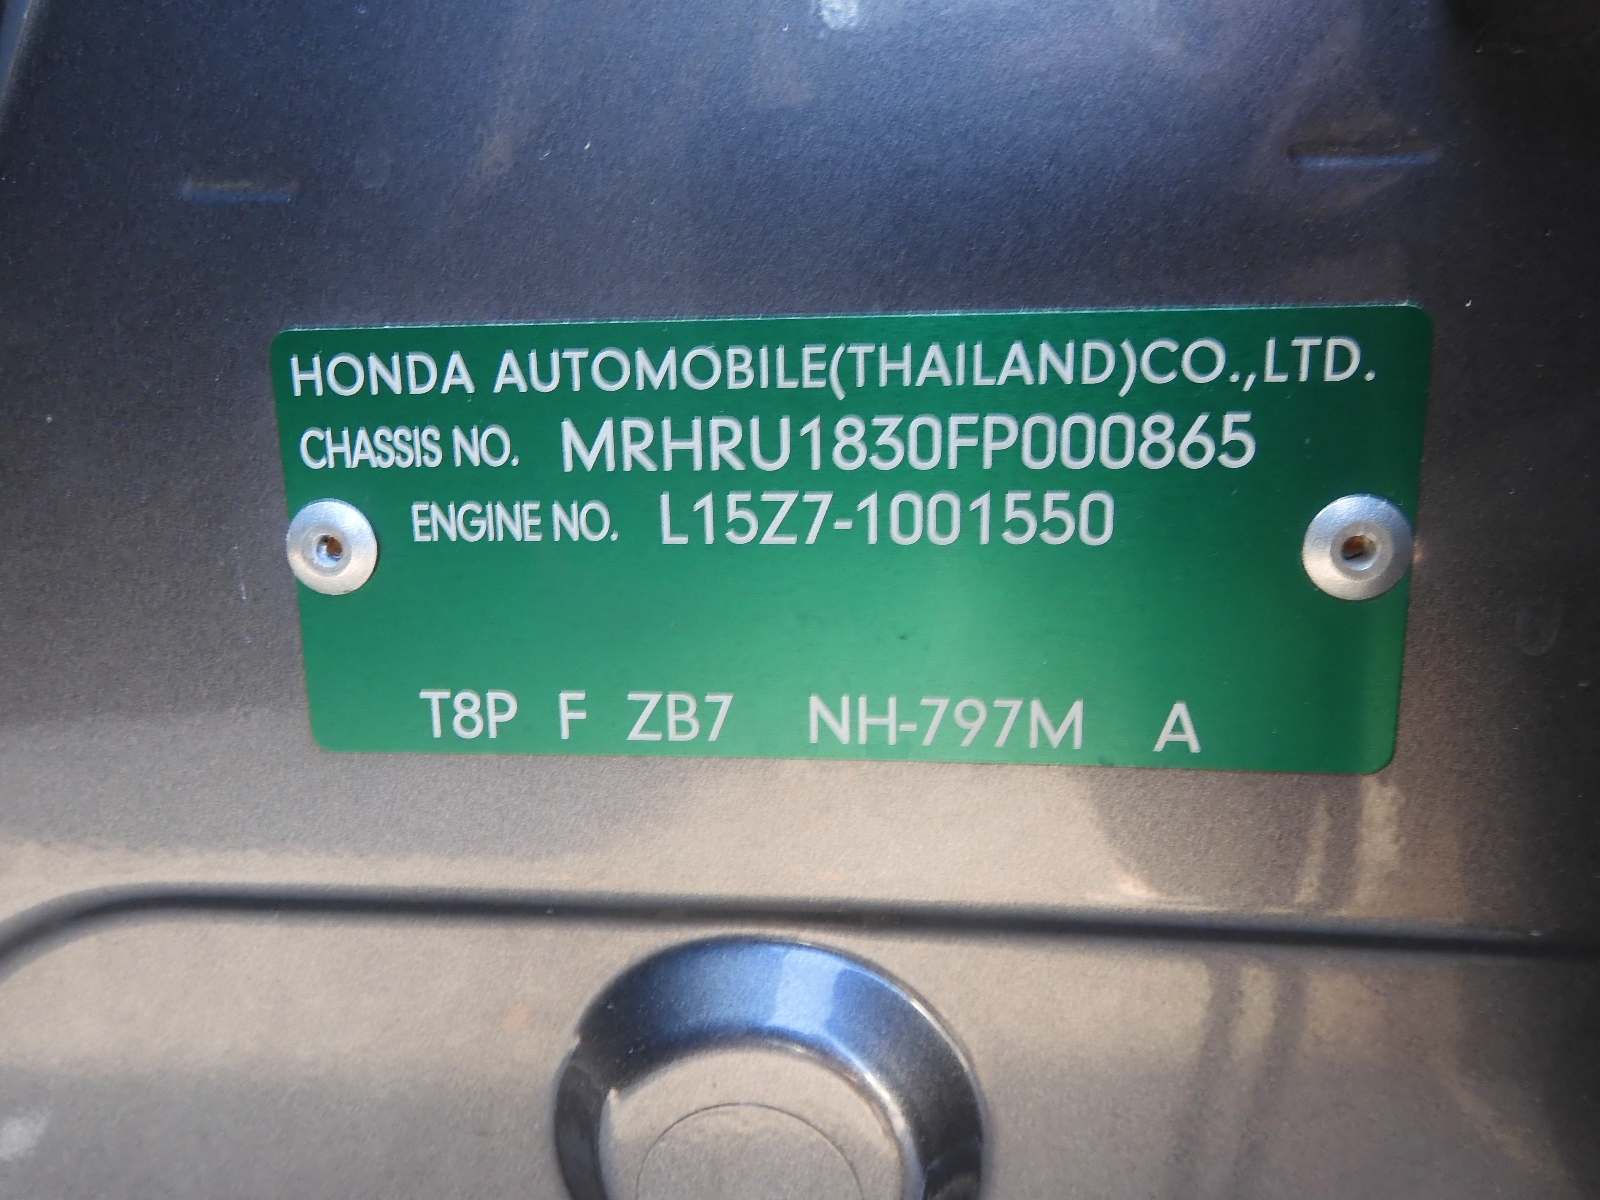 HONDA AUTOMOBILE(THAILAND)CO.,LTD.
CHASSIS NO. MRHRU1830FP000865
ENGINE NO. L15Z7-1001550
T8P F ZB7 NH-797M A